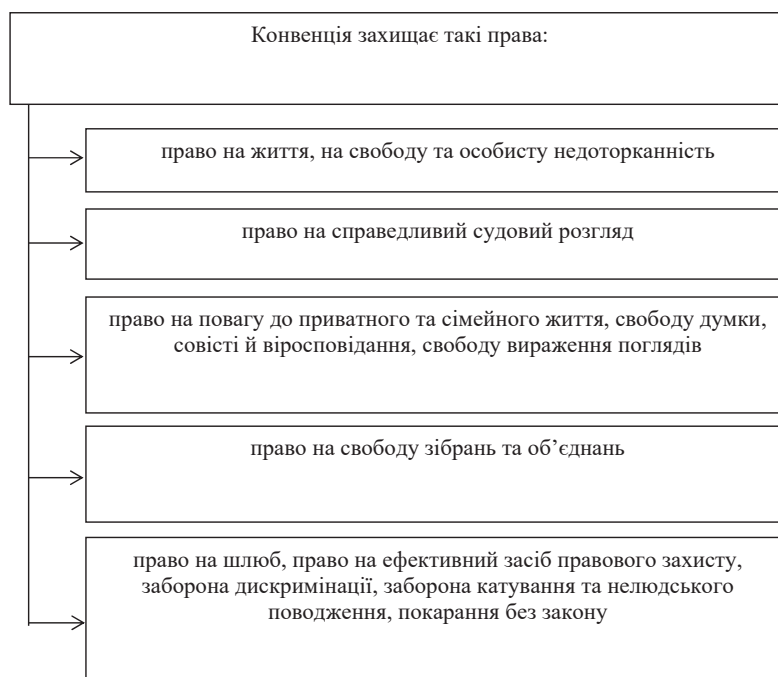 Конвенція захищає такі права:
право на життя, на свободу та особисту недоторканність
право на справедливий судовий розгляд
право на повагу до приватного та сімейного життя, свободу думки,
совісті й віросповідання, свободу вираження поглядів
право на свободу зібрань та об’єднань
право на шлюб, право на ефективний засіб правового захисту,
заборона дискримінації, заборона катування та нелюдського
поводження, покарання без закону